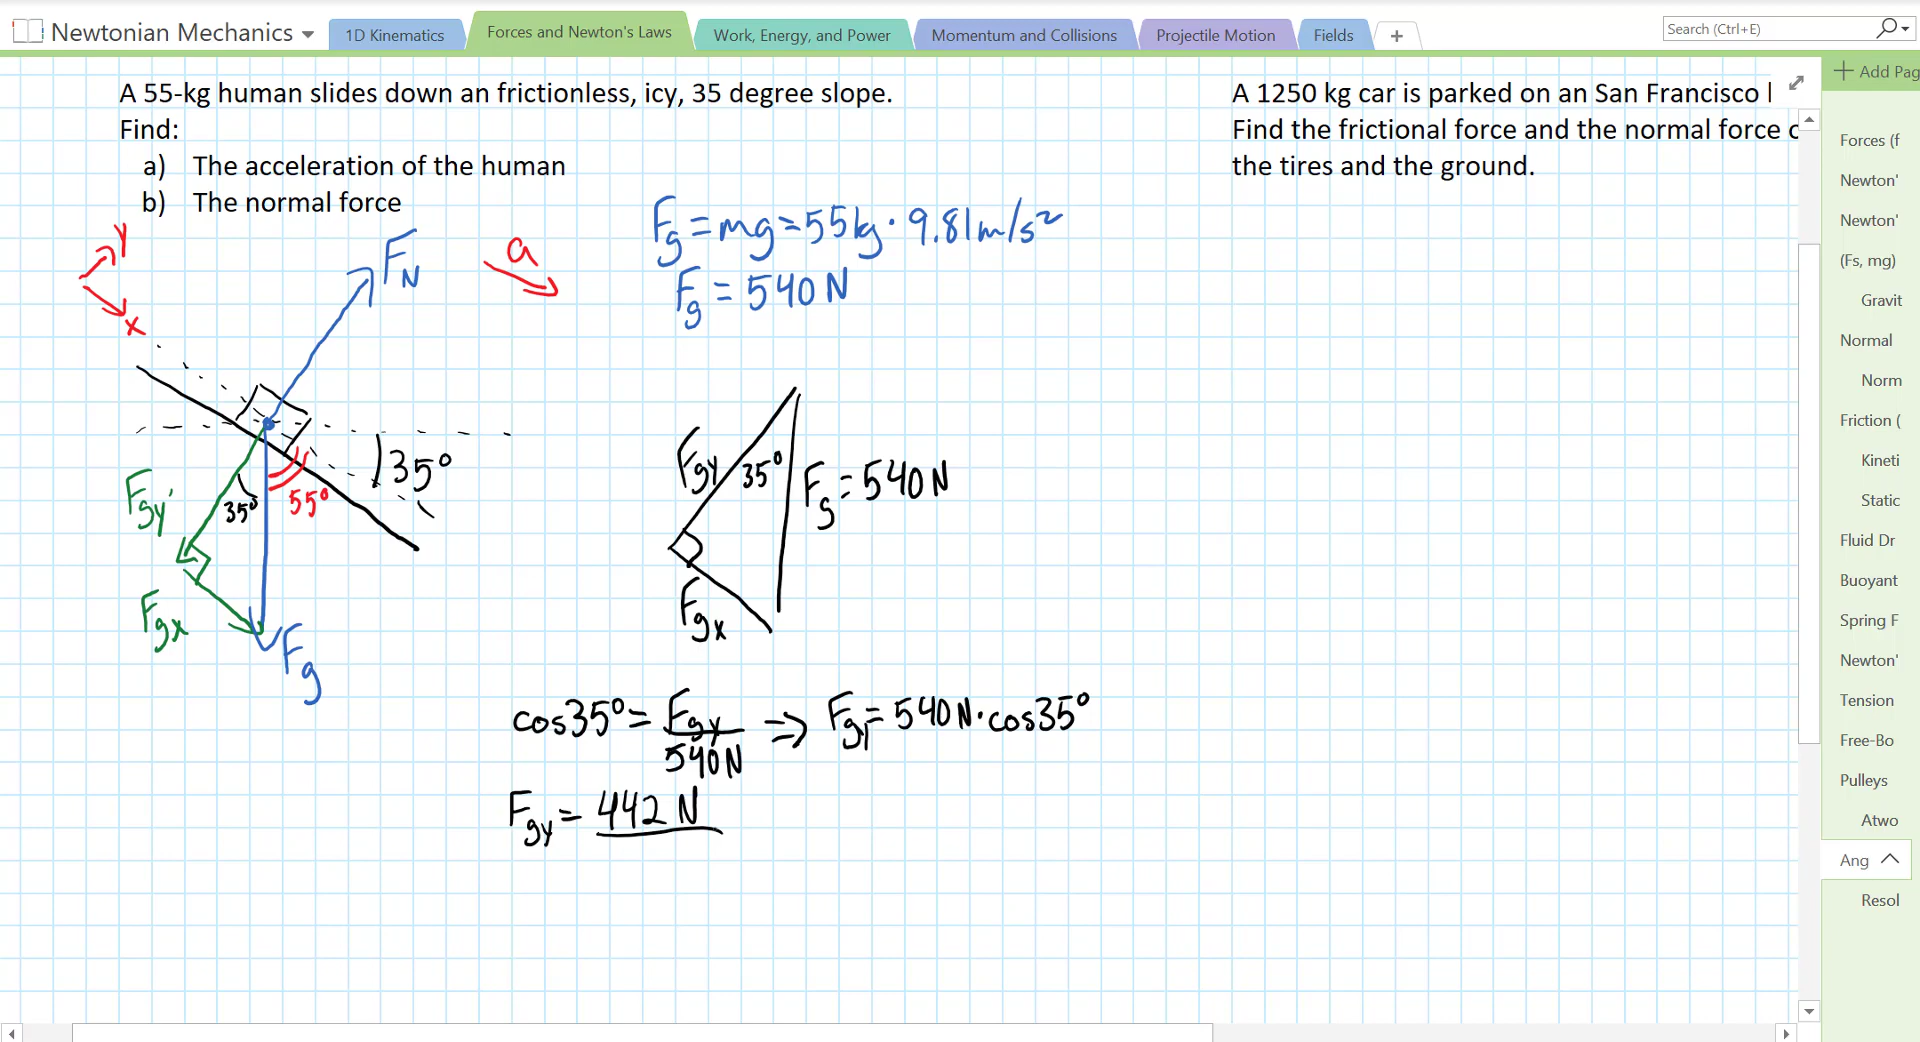 Newtonian Mechanics
1D Kinematics
Forces and Newton's Laws
Work, Energy, and Power
Momentum and Collisions
Projectile Motion
Fields
+
Search (Ctrl+E)
A 55-kg human slides down an frictionless, icy, 35 degree slope.
Find:
a) The acceleration of the human
b) The normal force
A 1250 kg car is parked on an San Francisco
Find the frictional force and the normal force
the tires and the ground.
Fg = mg = 55kg · 9.81m/s²
Fg = 540 N
y
x
FN
a
35°
Fgy
35°
55°
Fgx
Fg
Fgy
35°
Fg = 540 N
Fgx
cos35° = Fgy / 540N => Fgy = 540 N · cos35°
Fgy = 442 N
Add Pag
Forces (f
Newton'
Newton'
(Fs, mg)
Gravit
Normal
Norm
Friction (
Kineti
Static
Fluid Dr
Buoyant
Spring F
Newton'
Tension
Free-Bo
Pulleys
Atwo
Ang
Resol